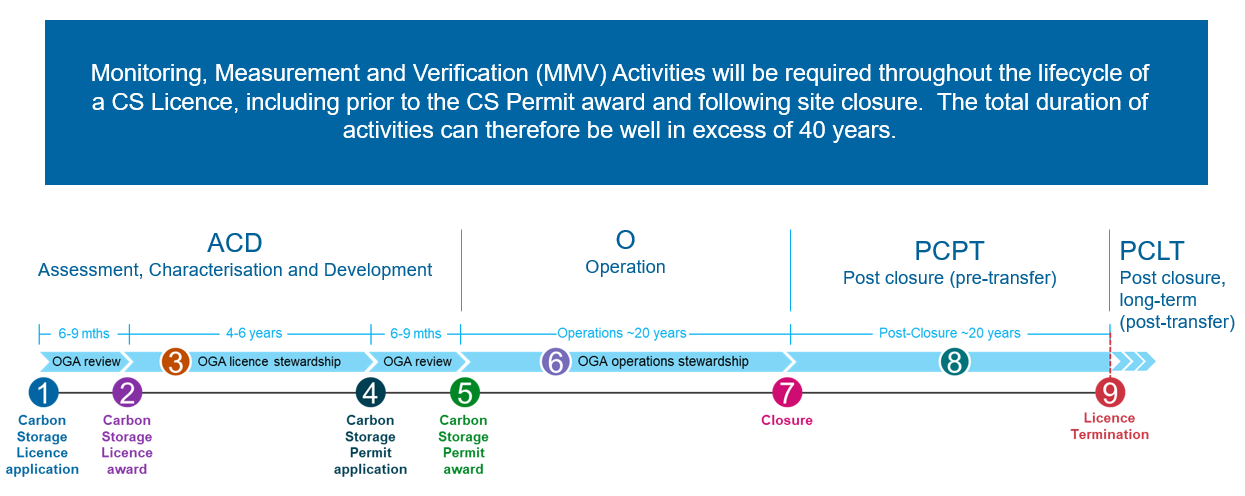 Monitoring, Measurement and Verification (MMV) Activities will be required throughout the lifecycle of
a CS Licence, including prior to the CS Permit award and following site closure.  The total duration of
activities can therefore be well in excess of 40 years.
ACD
Assessment, Characterisation and Development
O
Operation
PCPT
Post closure (pre-transfer)
PCLT
Post closure,
long-term
(post-transfer)
6-9 mths
4-6 years
6-9 mths
Operations ~20 years
Post-Closure ~20 years
OGA review
3
OGA licence stewardship
OGA review
6
OGA operations stewardship
8
1
2
4
5
7
9
Carbon
Storage
Licence
application
Carbon
Storage
Licence
award
Carbon
Storage
Permit
application
Carbon
Storage
Permit
award
Closure
Licence
Termination